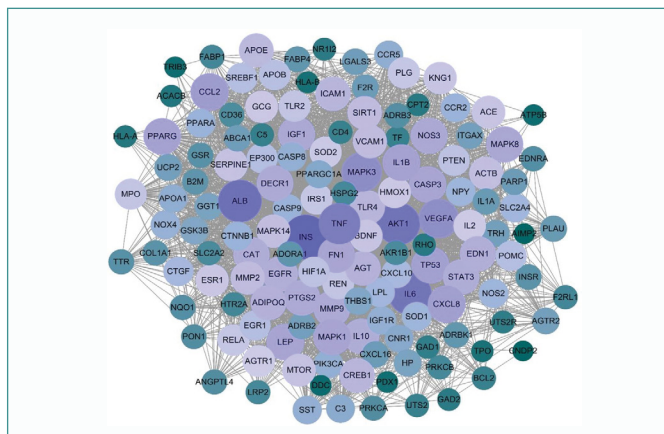 APOE
NR1I2
FABP1
FABP4
LGALS3
CCR5
TRIB3
SREBF1
APOB
HLA-B
F2R
PLG
KNG1
ACACB
CCL2
CD36
GCG
TLR2
ICAM1
SIRT1
ADRB3
CPT2
CCR2
ACE
ATP5B
HLA-A
PPARG
PPARA
ABCA1
C5
IGF1
CD4
VCAM1
TF
NOS3
ITGAX
MAPK8
GSR
SERPINE1
EP300
CASP8
SOD2
MAPK3
IL1B
PTEN
EDNRA
UCP2
B2M
DECR1
PPARGC1A
HSPG2
HMOX1
CASP3
ACTB
PARP1
MPO
APOA1
GGT1
ALB
CASP9
IRS1
TLR4
AKT1
VEGFA
NPY
IL1A
SLC2A4
NOX4
GSK3B
CTNNB1
MAPK14
INS
TNF
BDNF
IL2
TRH
AIMP2
PLAU
TTR
COL1A1
SLC2A2
CAT
ADORA1
FN1
AKR1B1
RHO
TP53
EDN1
POMC
CTGF
ESR1
MMP2
EGFR
HIF1A
AGT
CXCL10
STAT3
INSR
NQO1
HTR2A
ADIPOQ
PTGS2
REN
THBS1
LPL
IL6
CXCL8
NOS2
F2RL1
PON1
RELA
EGR1
ADRB2
MMP9
IGF1R
SOD1
UTS2R
AGTR2
AGTR1
LEP
MAPK1
IL10
CNR1
ADRBK1
ANGPTL4
LRP2
MTOR
PIK3CA
CXCL16
GAD1
HP
PRKCB
TPO
BCL2
DDC
CREB1
PDX1
SST
C3
PRKCA
UTS2
GAD2